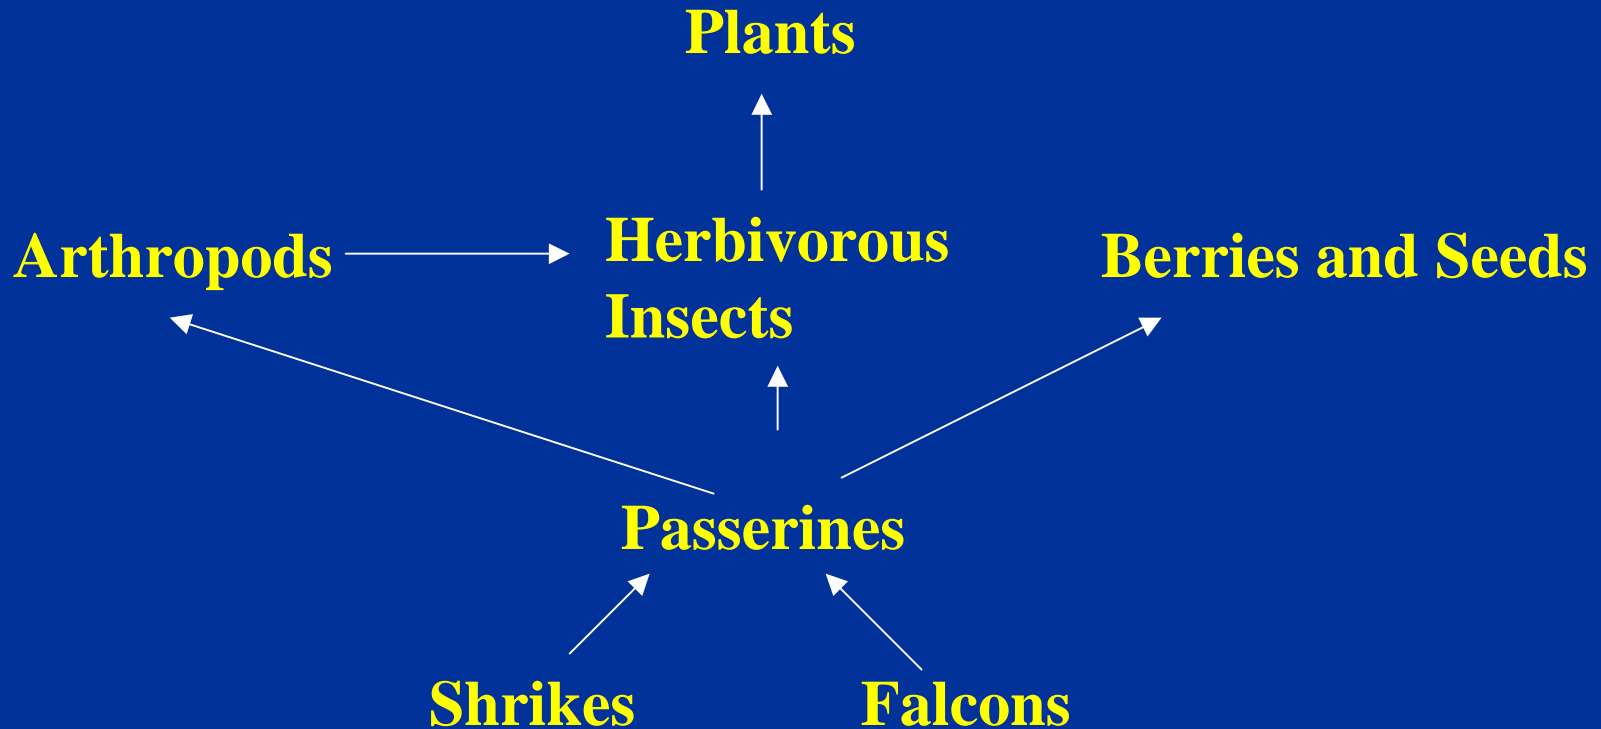 Plants
Arthropods
Herbivorous
Insects
Berries and Seeds
Passerines
Shrikes
Falcons